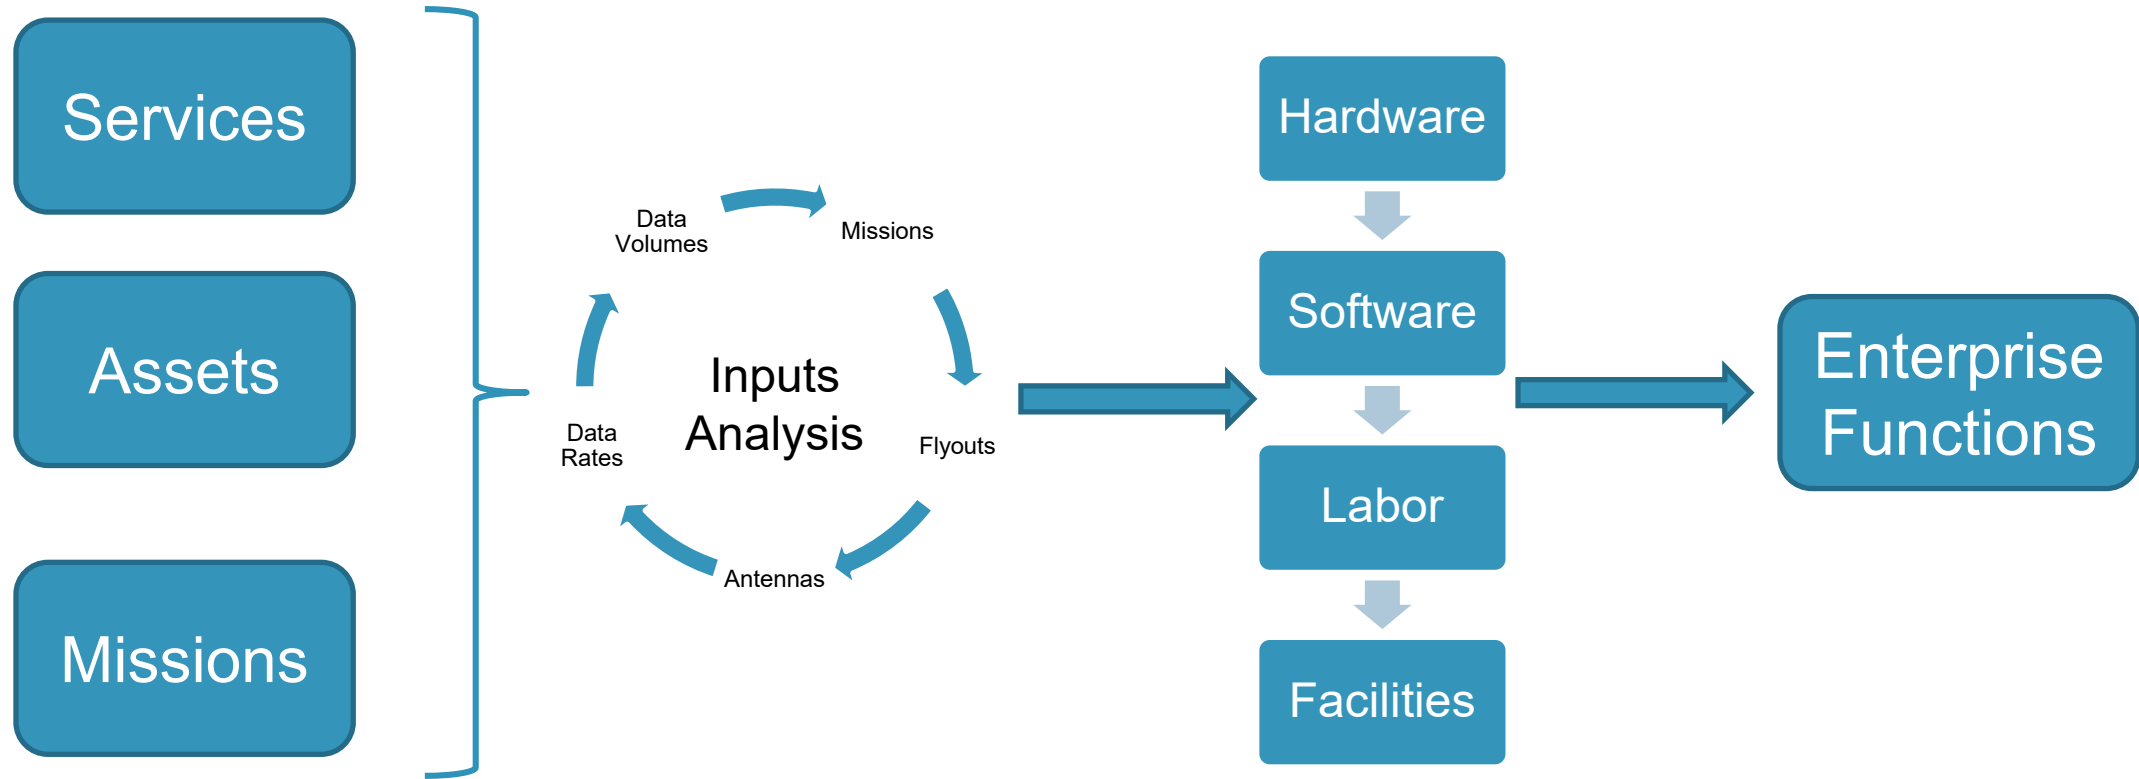 Services
Assets
Missions
Data
Volumes
Missions
Flyouts
Antennas
Data
Rates
Inputs
Analysis
Hardware
Software
Labor
Facilities
Enterprise
Functions